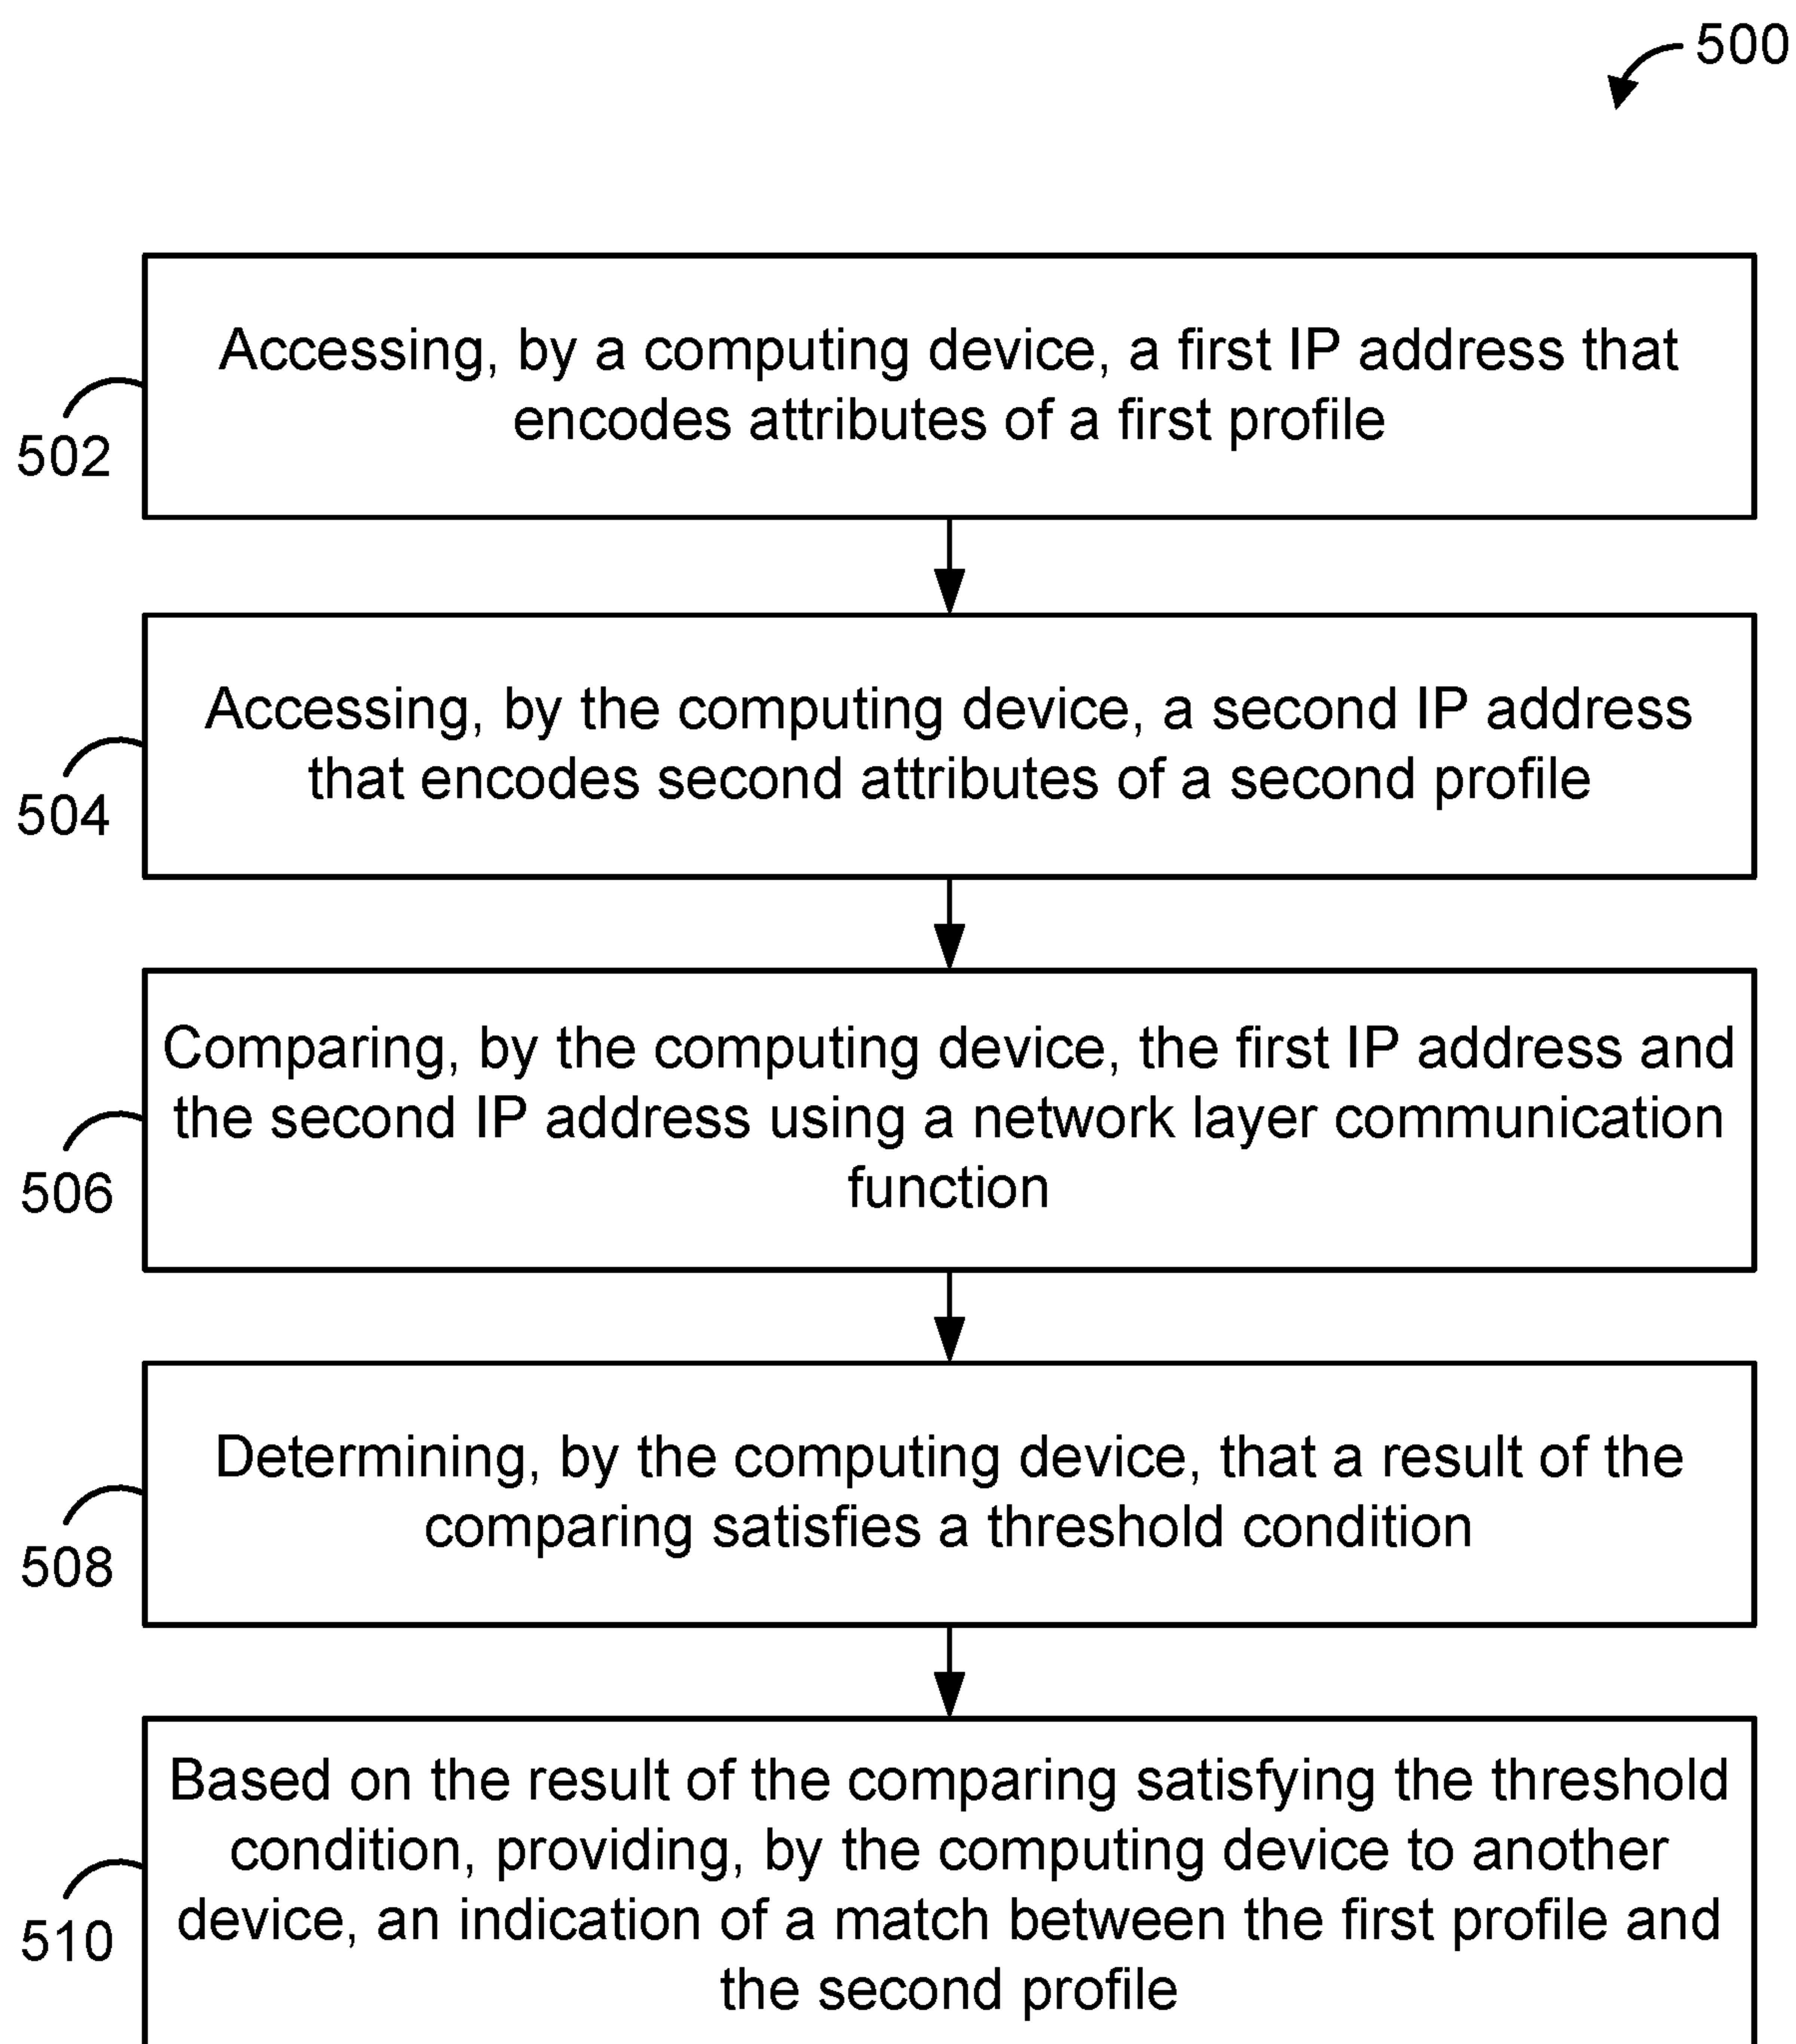 500
Accessing, by a computing device, a first IP address that
encodes attributes of a first profile
502
Accessing, by the computing device, a second IP address
that encodes second attributes of a second profile
504
Comparing, by the computing device, the first IP address and
the second IP address using a network layer communication
function
506
Determining, by the computing device, that a result of the
comparing satisfies a threshold condition
508
Based on the result of the comparing satisfying the threshold
condition, providing, by the computing device to another
device, an indication of a match between the first profile and
the second profile
510